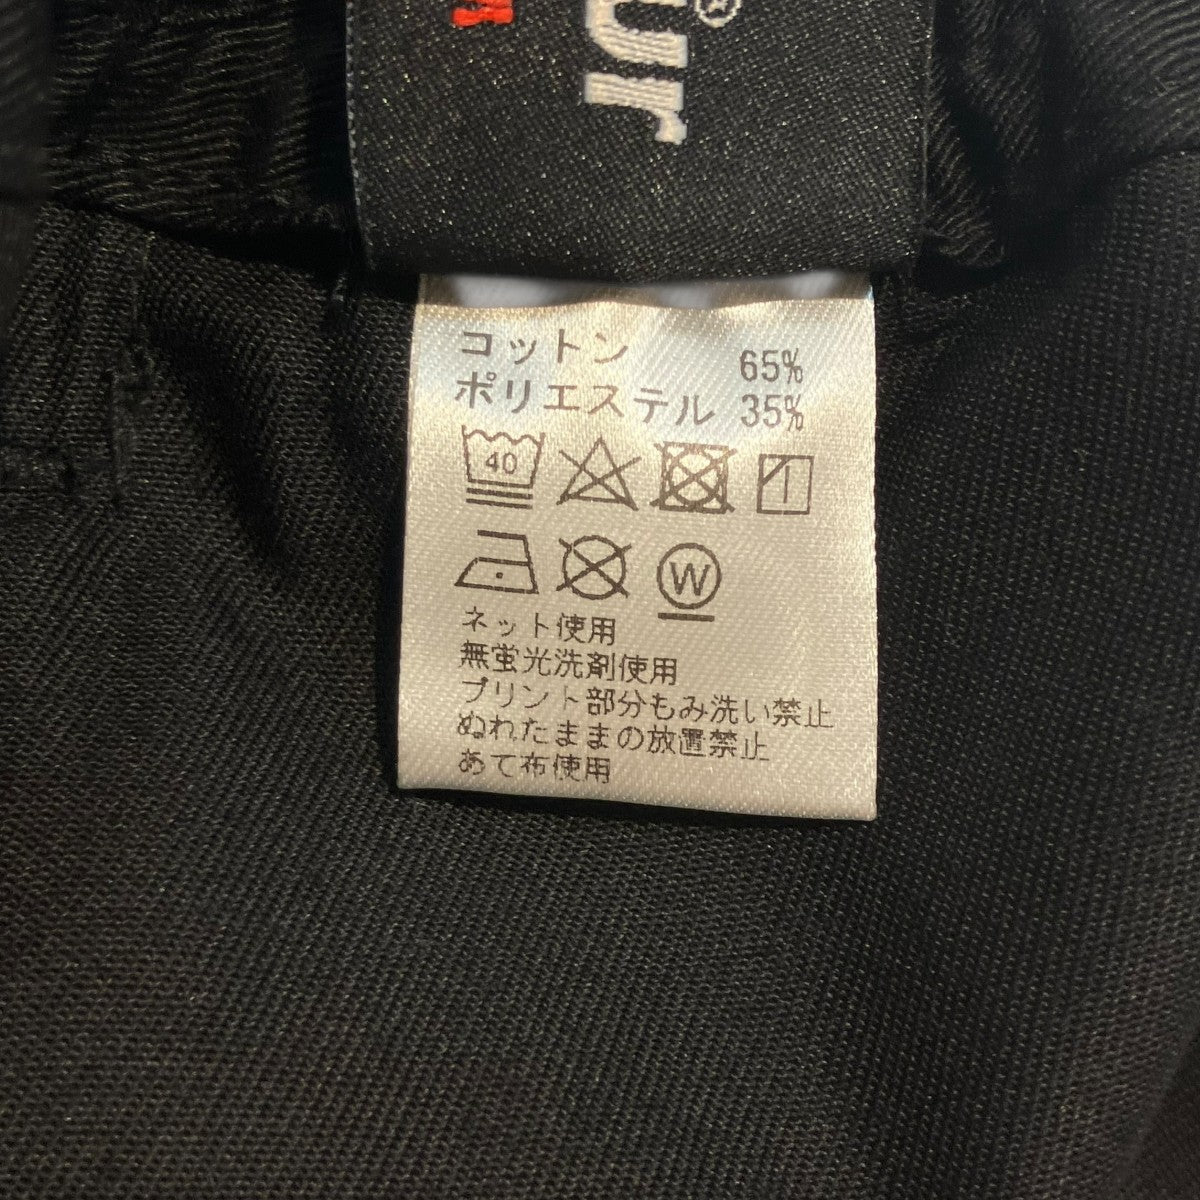 ur®
M
コットン 65%
ポリエステル 35%
40
W
ネット使用
無蛍光洗剤使用
プリント部分もみ洗い禁止
ぬれたままの放置禁止
あて布使用